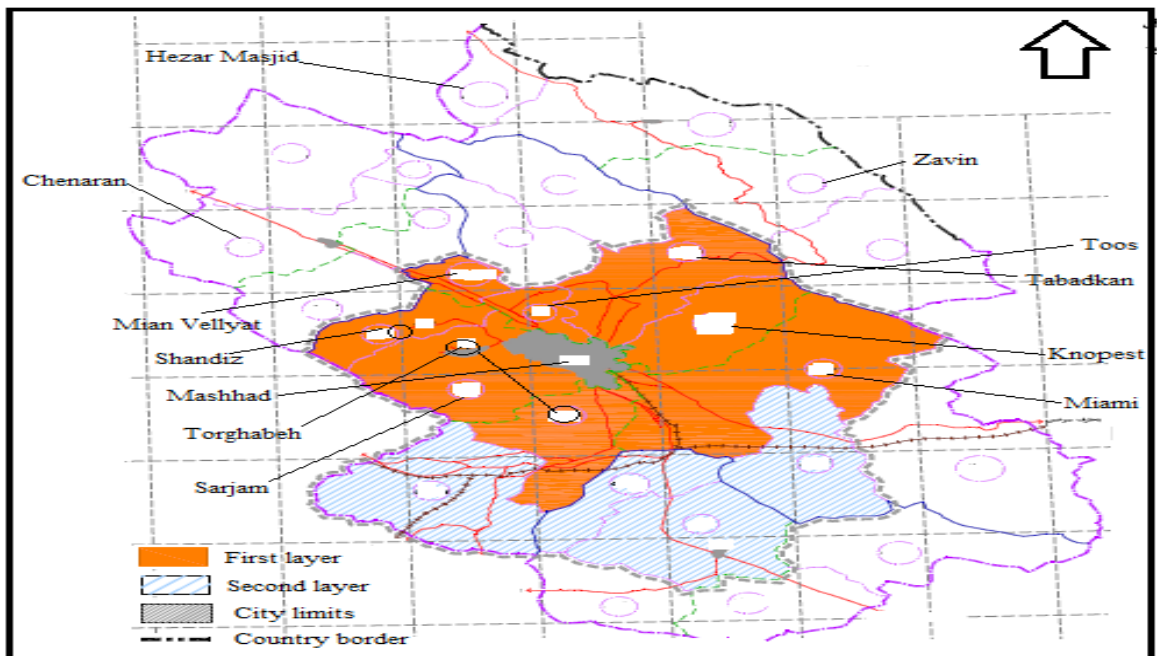 Hezar Masjid
Zavin
Chenaran
Toos
Tabadkan
Mian Vellyat
Shandiz
Knopest
Mashhad
Miami
Torghabeh
Sarjam
First layer
Second layer
City limits
Country border